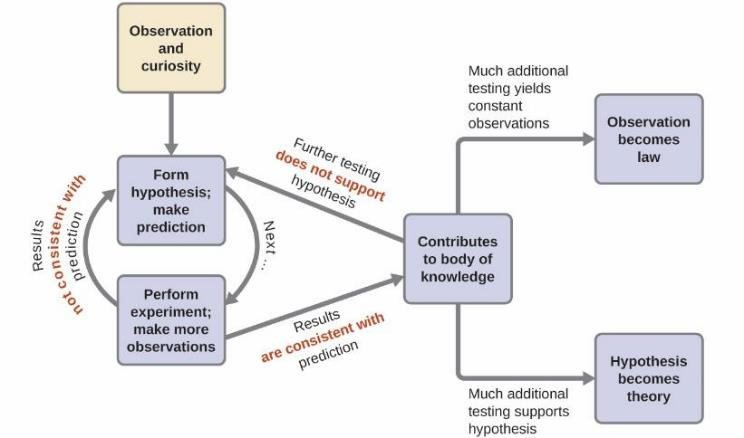 Observation
and
curiosity
Form
hypothesis;
make
prediction
Results
not consistent with
prediction
Next ...
Perform
experiment;
make more
observations
Further testing
does not support
hypothesis
Results
are consistent with
prediction
Contributes
to body of
knowledge
Much additional
testing yields
constant
observations
Observation
becomes
law
Much additional
testing supports
hypothesis
Hypothesis
becomes
theory